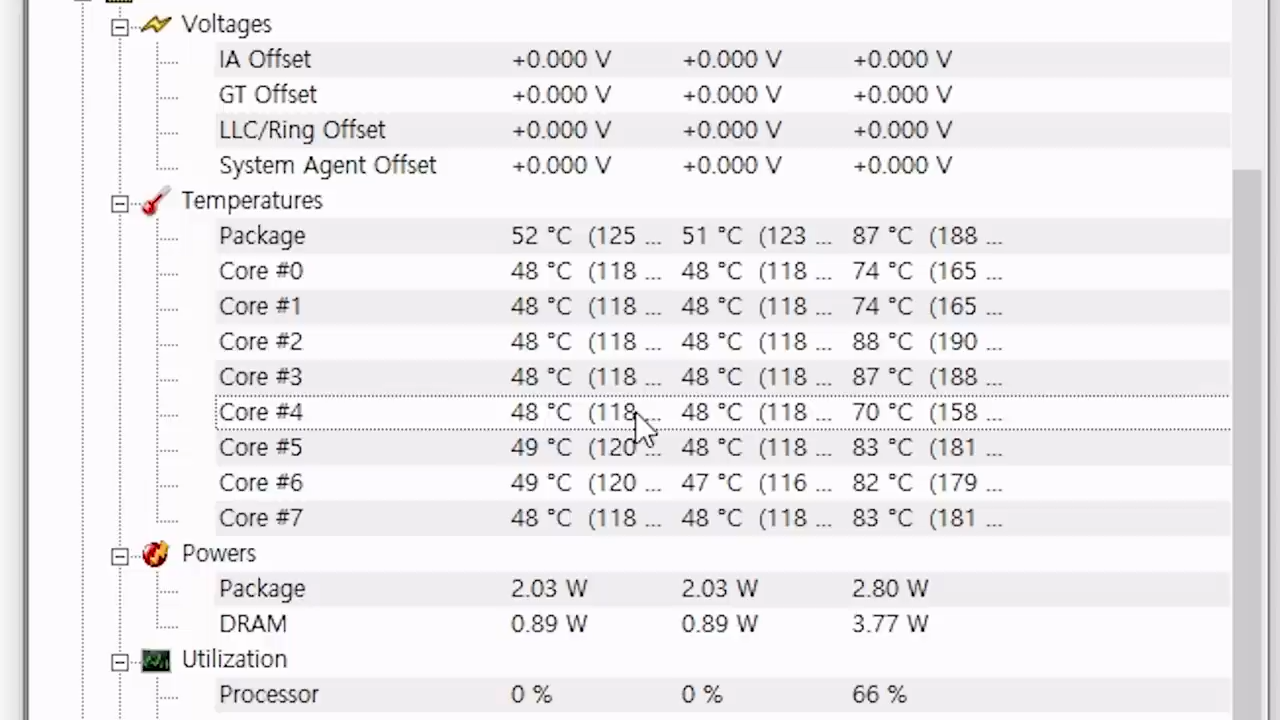 Voltages
IA Offset +0.000 V +0.000 V +0.000 V
GT Offset +0.000 V +0.000 V +0.000 V
LLC/Ring Offset +0.000 V +0.000 V +0.000 V
System Agent Offset +0.000 V +0.000 V +0.000 V
Temperatures
Package 52 °C (125 ... 51 °C (123 ... 87 °C (188 ...
Core #0 48 °C (118 ... 48 °C (118 ... 74 °C (165 ...
Core #1 48 °C (118 ... 48 °C (118 ... 74 °C (165 ...
Core #2 48 °C (118 ... 48 °C (118 ... 88 °C (190 ...
Core #3 48 °C (118 ... 48 °C (118 ... 87 °C (188 ...
Core #4 48 °C (118 ... 48 °C (118 ... 70 °C (158 ...
Core #5 49 °C (120 ... 48 °C (118 ... 83 °C (181 ...
Core #6 49 °C (120 ... 47 °C (116 ... 82 °C (179 ...
Core #7 48 °C (118 ... 48 °C (118 ... 83 °C (181 ...
Powers
Package 2.03 W 2.03 W 2.80 W
DRAM 0.89 W 0.89 W 3.77 W
Utilization
Processor 0 % 0 % 66 %